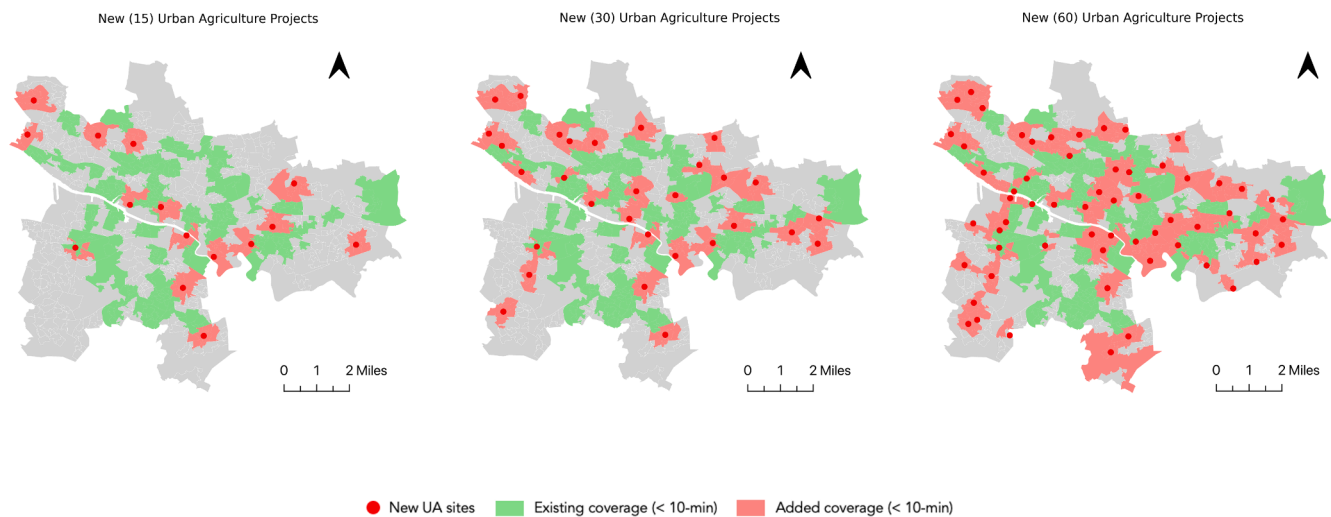 New (15) Urban Agriculture Projects
New (30) Urban Agriculture Projects
New (60) Urban Agriculture Projects
0 1 2 Miles
0 1 2 Miles
0 1 2 Miles
New UA sites
Existing coverage (< 10-min)
Added coverage (< 10-min)